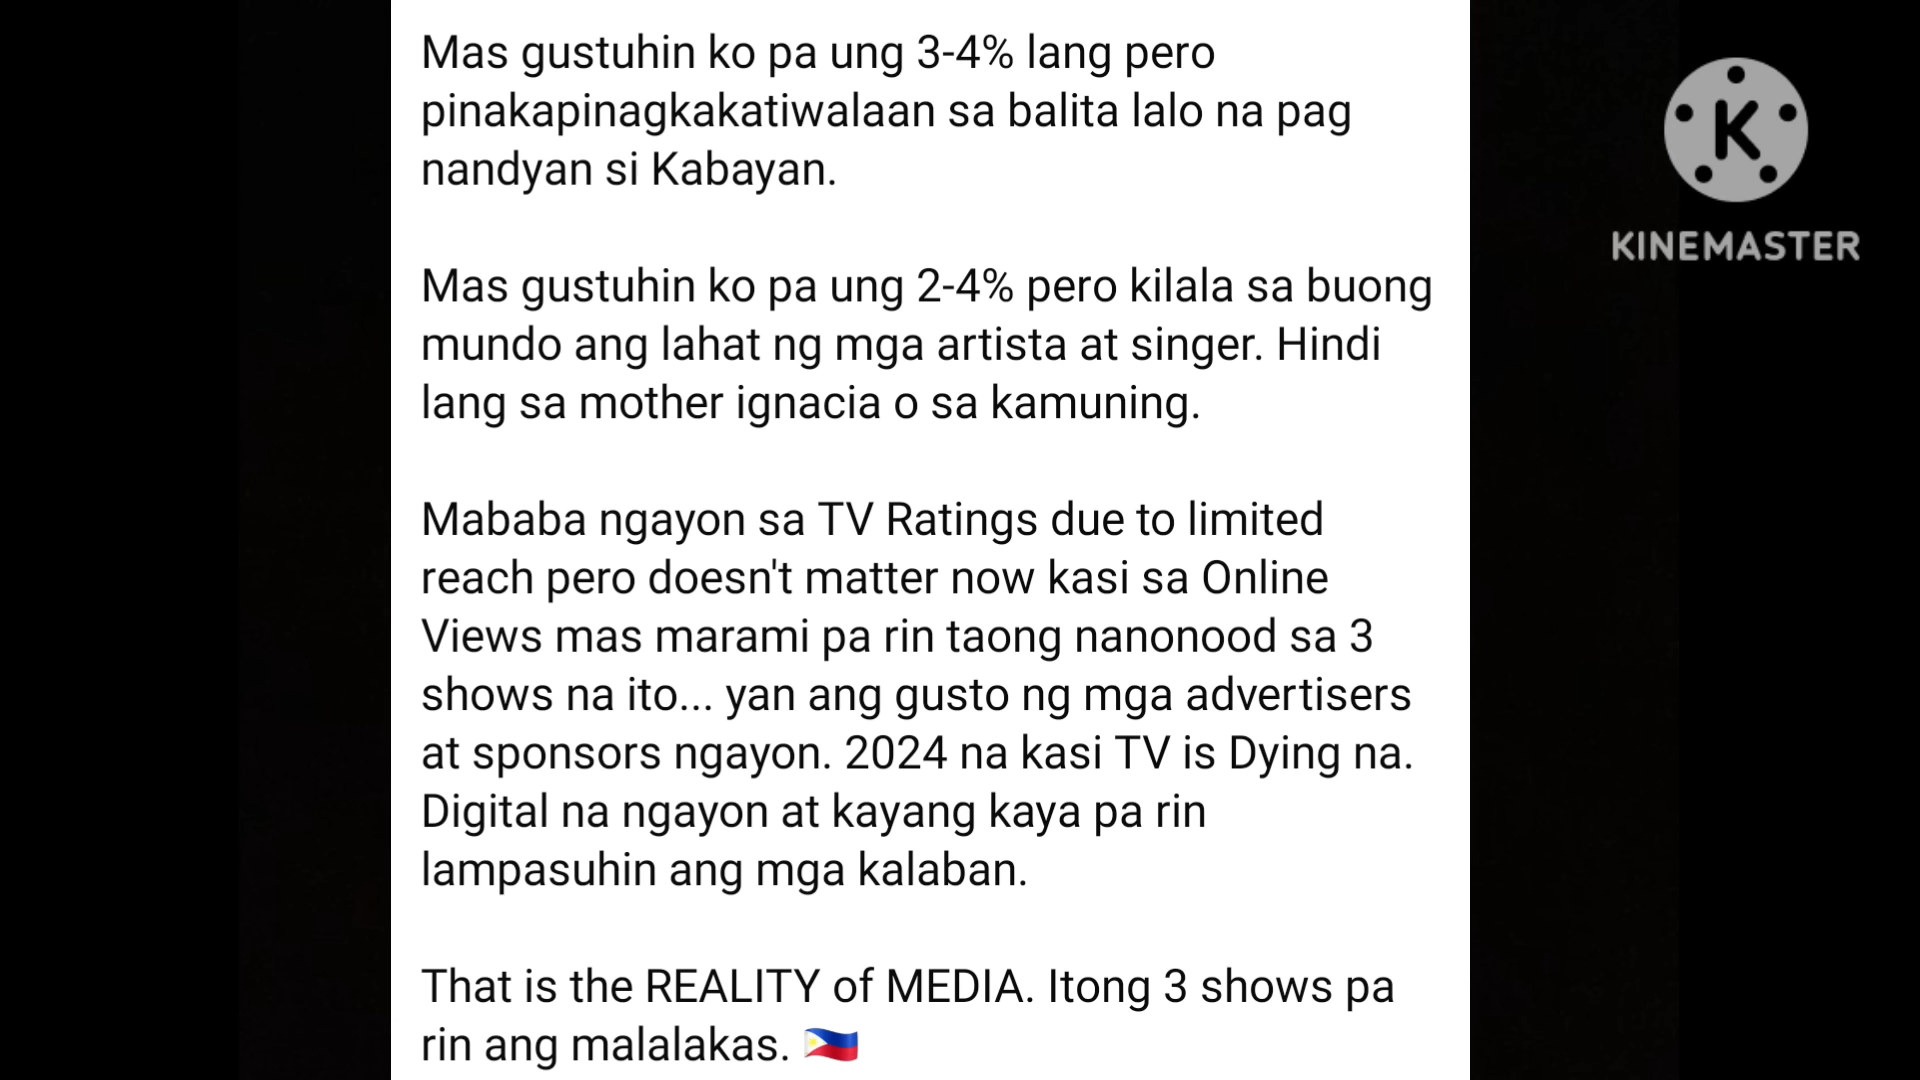 Mas gustuhin ko pa ung 3-4% lang pero
pinakapinagkakatiwalaan sa balita lalo na pag
nandyan si Kabayan.
Mas gustuhin ko pa ung 2-4% pero kilala sa buong
mundo ang lahat ng mga artista at singer. Hindi
lang sa mother ignacia o sa kamuning.
Mababa ngayon sa TV Ratings due to limited
reach pero doesn't matter now kasi sa Online
Views mas marami pa rin taong nanonood sa 3
shows na ito... yan ang gusto ng mga advertisers
at sponsors ngayon. 2024 na kasi TV is Dying na.
Digital na ngayon at kayang kaya pa rin
lampasuhin ang mga kalaban.
That is the REALITY of MEDIA. Itong 3 shows pa
rin ang malalakas. 🇵🇭
K
KINEMASTER